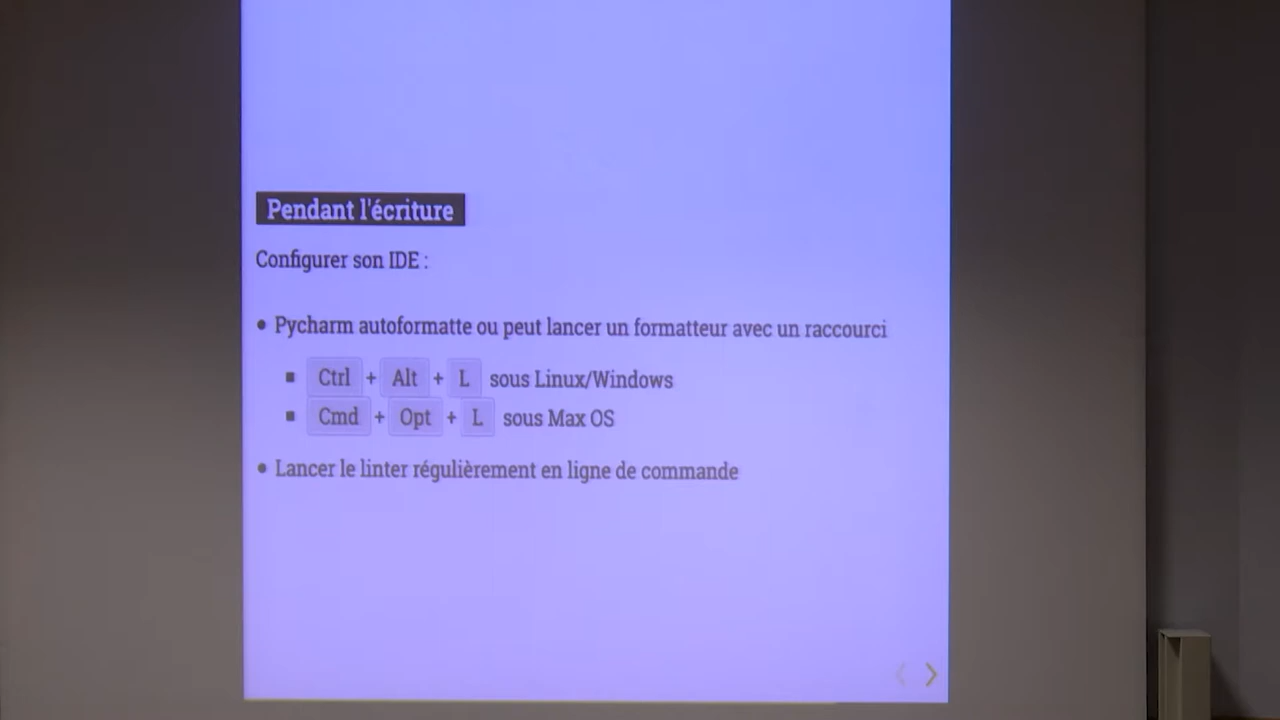 Pendant l'écriture
Configurer son IDE :
• Pycharm autoformatte ou peut lancer un formatteur avec un raccourci
▪ Ctrl + Alt + L sous Linux/Windows
▪ Cmd + Opt + L sous Max OS
• Lancer le linter régulièrement en ligne de commande